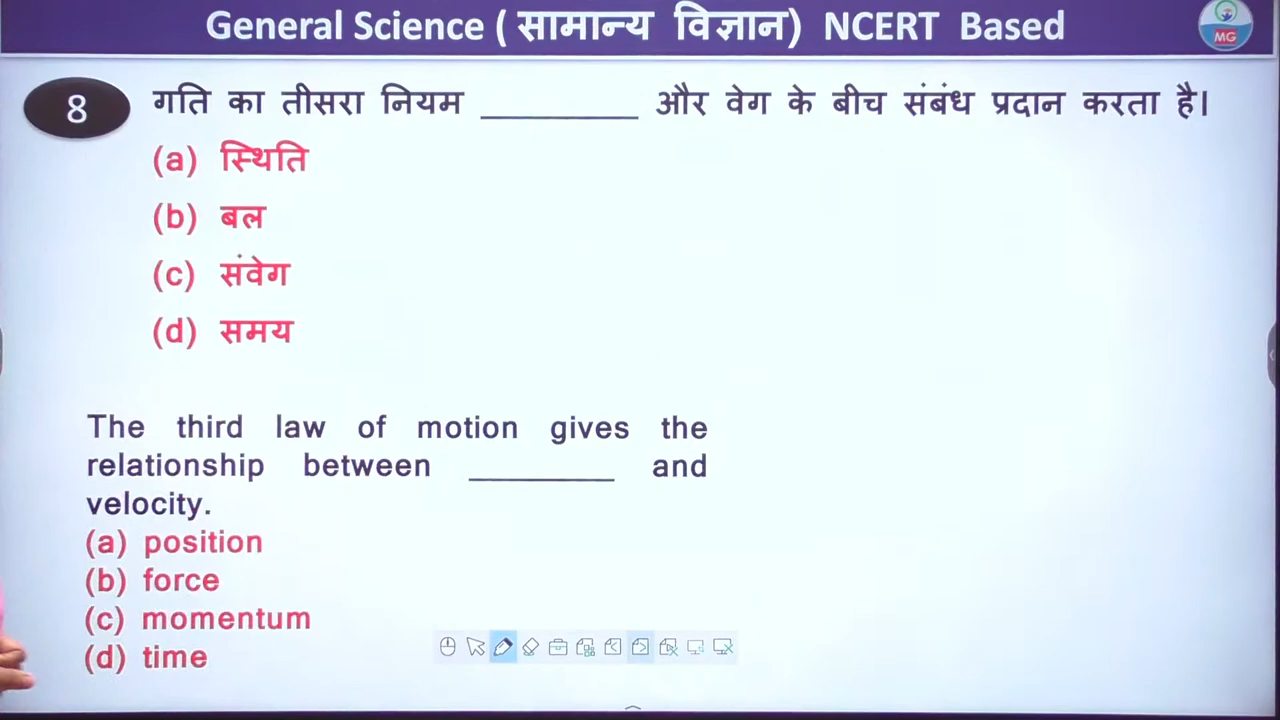 General Science ( सामान्य विज्ञान) NCERT Based
MG
8 गति का तीसरा नियम __________ और वेग के बीच संबंध प्रदान करता है।
(a) स्थिति
(b) बल
(c) संवेग
(d) समय
The third law of motion gives the
relationship between _________ and
velocity.
(a) position
(b) force
(c) momentum
(d) time